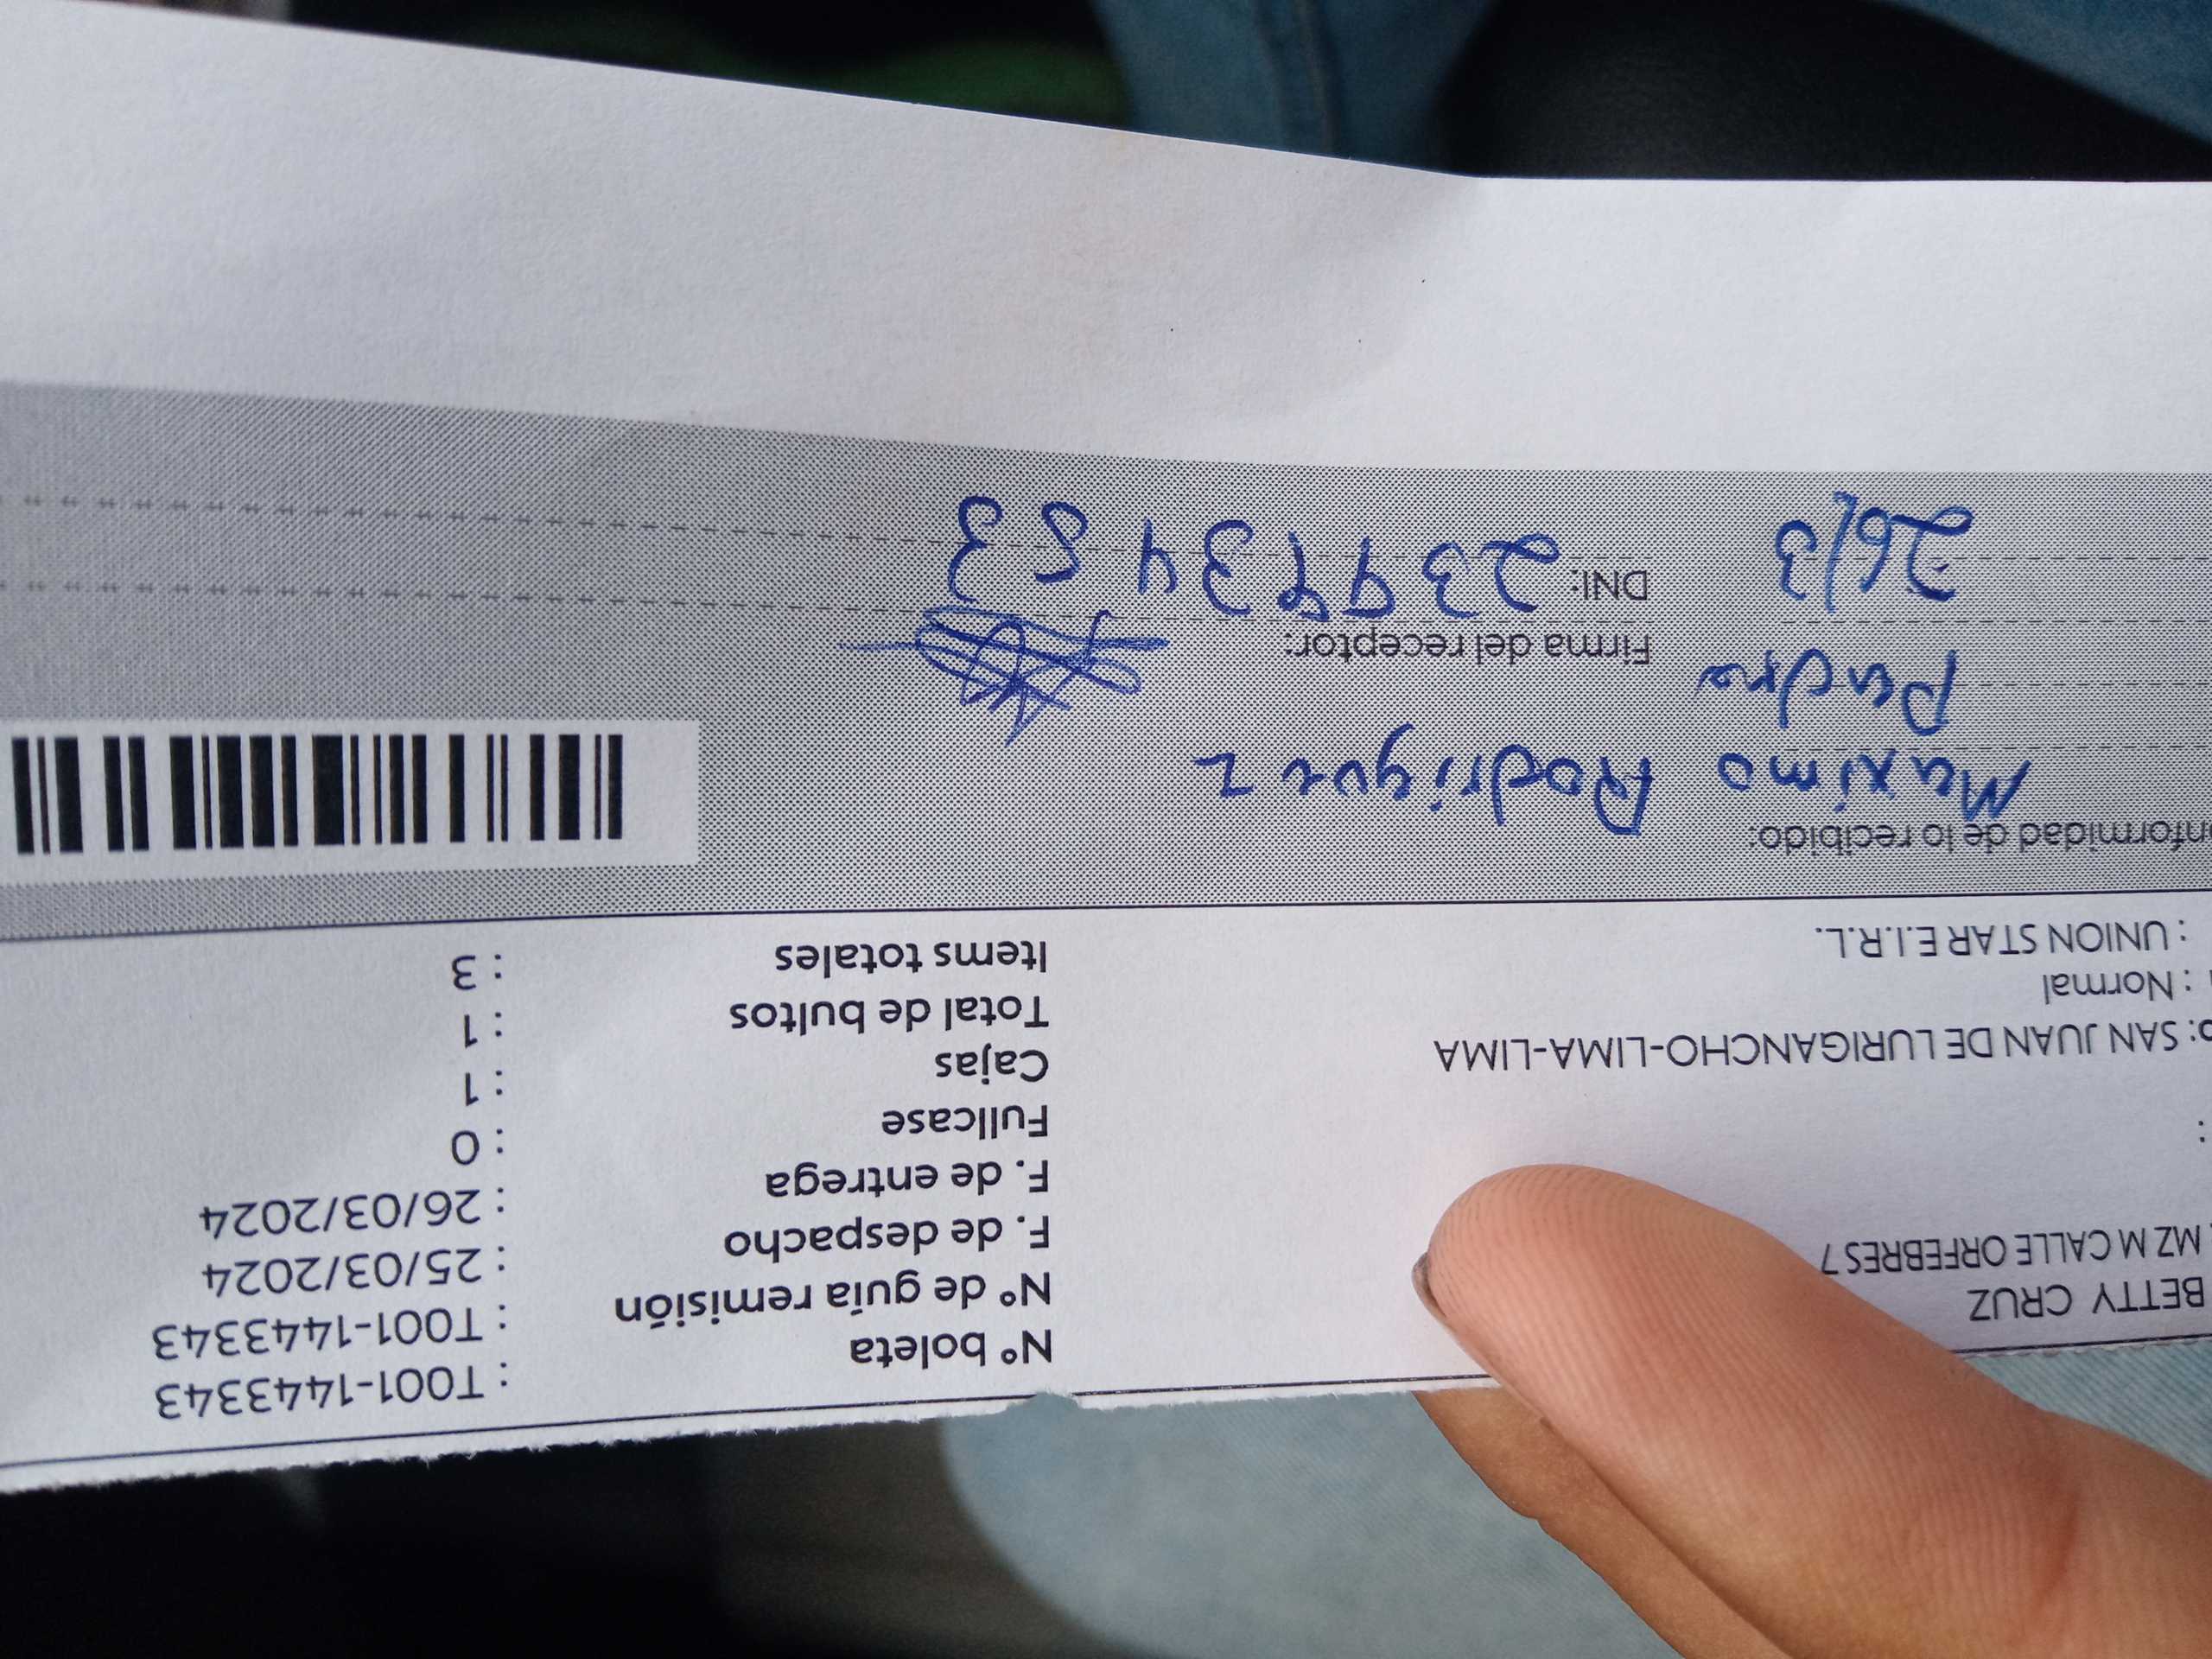 Nº boleta : T001-1443343
BETTY CRUZ Nº de guía remisión : T001-1443343
MZ M CALLE ORFEBRES 7 F. de despacho : 25/03/2024
F. de entrega : 26/03/2024
: Fullcase : 0
Cajas : 1
: SAN JUAN DE LURIGANCHO-LIMA-LIMA Total de bultos : 1
: Normal Items totales : 3
: UNION STAR E.I.R.L.
nformidad de lo recibido:
Maximo Rodriguez
Padre
Firma del receptor:
26/3 DNI: